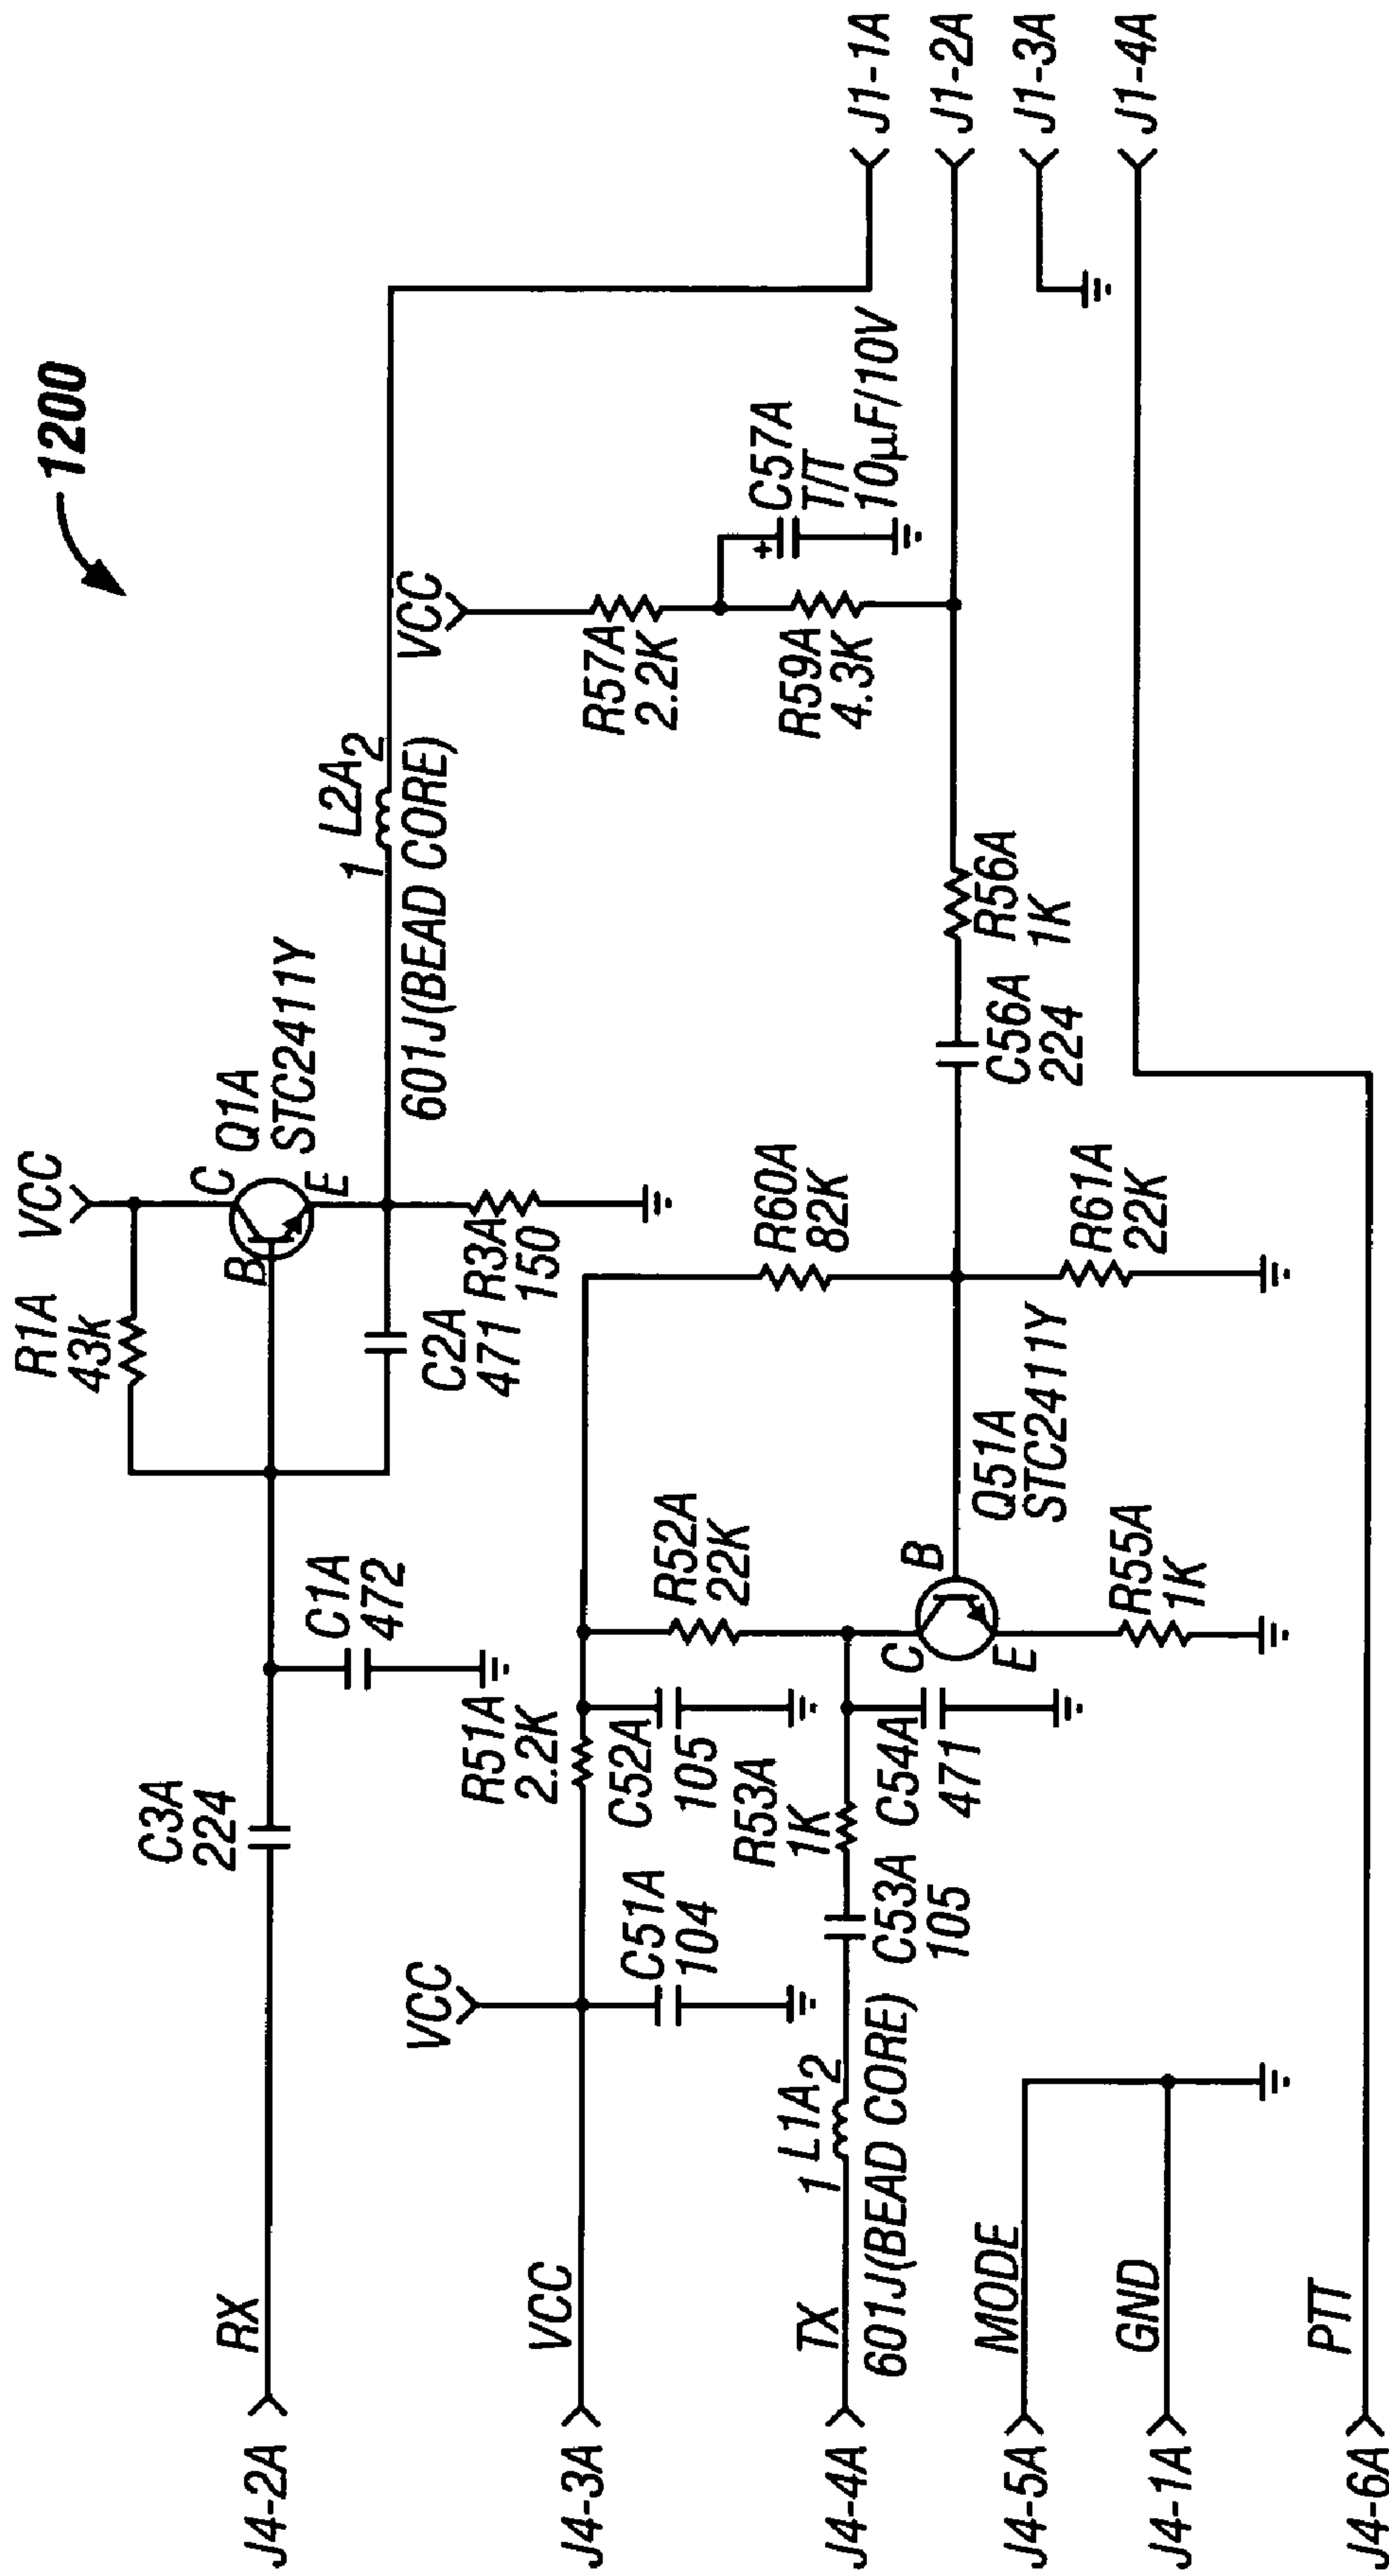 1200
VCC
R1A
43k
C
Q1A
STC2411Y
B
E
J4-2A
RX
C3A
224
C1A
472
C2A
471
R3A
150
1 L2A 2
601J(BEAD CORE)
J1-1A
J4-3A
VCC
VCC
C51A
104
R51A
2.2K
C52A
105
R52A
22K
R60A
82K
VCC
R57A
2.2K
+
C57A
T/T
10µF/10V
R59A
4.3K
J4-4A
TX
1 L1A 2
601J(BEAD CORE)
C53A
105
R53A
1K
C54A
471
C
B
E
Q51A
STC2411Y
R55A
1K
R61A
22K
C56A
224
R56A
1K
J1-2A
J1-3A
J1-4A
J4-5A
MODE
J4-1A
GND
J4-6A
PTT